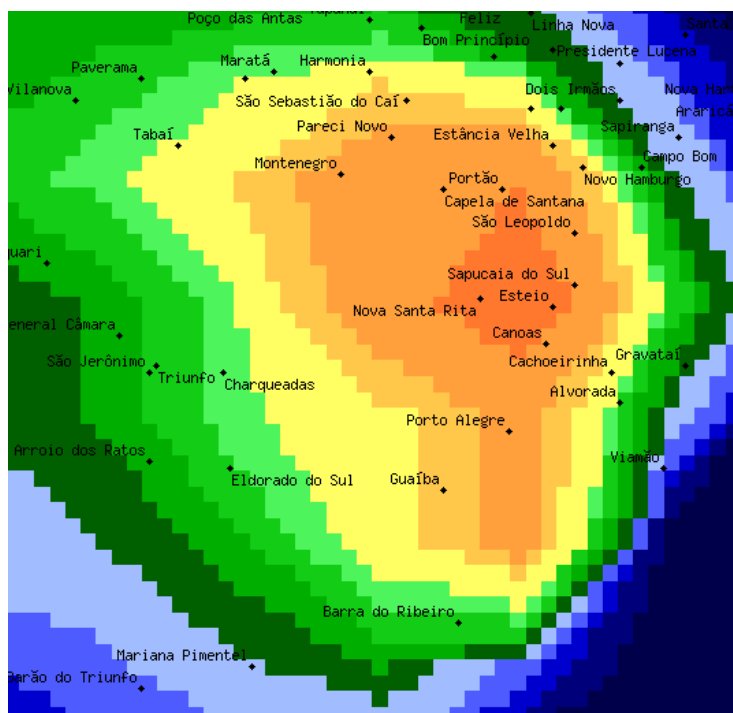 Poço das Antas
Feliz
Linha Nova
Bom Princípio
Presidente Lucena
Paverama
Maratá
Harmonia
Vilanova
São Sebastião do Caí
Dois Irmãos
Tabaí
Pareci Novo
Estância Velha
Sapiranga
Montenegro
Portão
Novo Hamburgo
Campo Bom
Capela de Santana
São Leopoldo
Sapucaia do Sul
Nova Santa Rita
Esteio
Canoas
São Jerônimo
Triunfo
Charqueadas
Cachoeirinha
Gravataí
Alvorada
Porto Alegre
Arroio dos Ratos
Eldorado do Sul
Guaíba
Viamão
Barra do Ribeiro
Mariana Pimentel
Barão do Triunfo